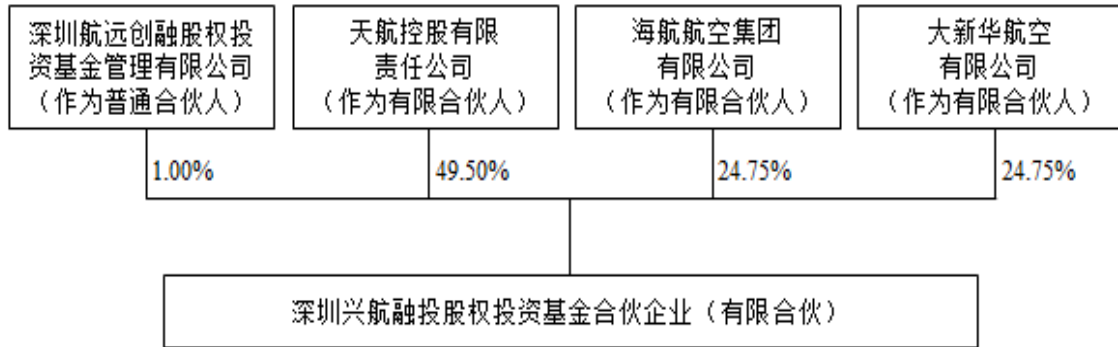 深圳航远创融股权投
资基金管理有限公司
（作为普通合伙人）
天航控股有限
责任公司
（作为有限合伙人）
海航航空集团
有限公司
（作为有限合伙人）
大新华航空
有限公司
（作为有限合伙人）
1.00%
49.50%
24.75%
24.75%
深圳兴航融投股权投资基金合伙企业（有限合伙）